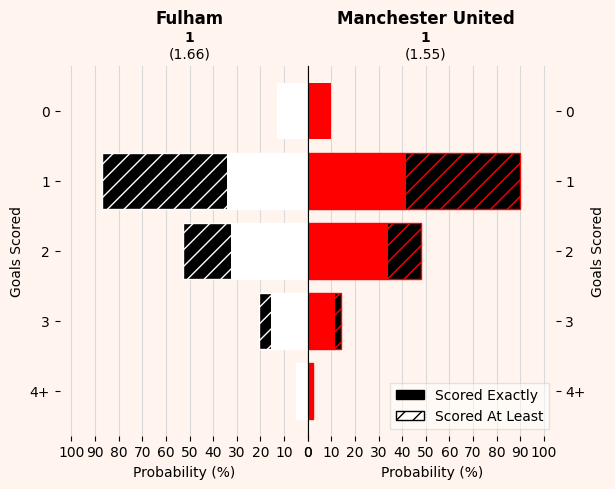 Fulham Manchester United
1 1
(1.66) (1.55)
0 0
1 1
2 2
3 3
4+ 4+
Goals Scored Goals Scored
Scored Exactly
Scored At Least
100 90 80 70 60 50 40 30 20 10 0 0 10 20 30 40 50 60 70 80 90 100
Probability (%) Probability (%)